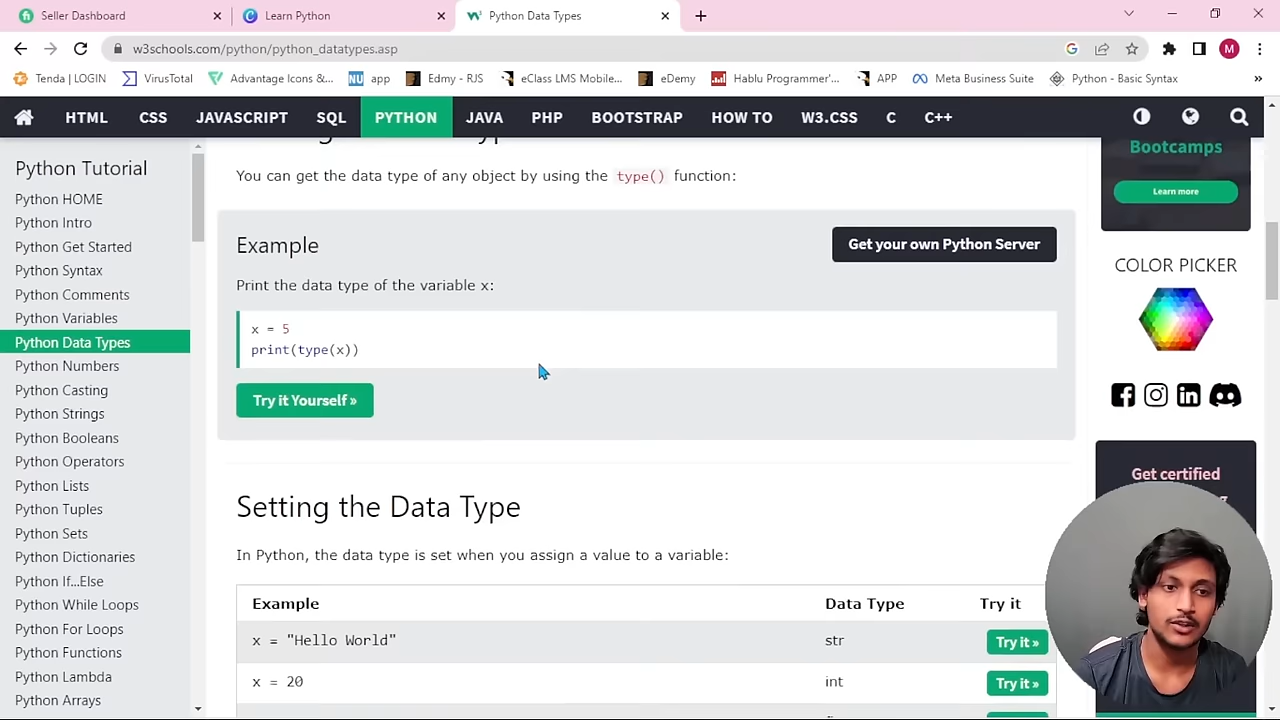 Seller Dashboard
Learn Python
Python Data Types
w3schools.com/python/python_datatypes.asp
M
Tenda | LOGIN
VirusTotal
Advantage Icons &...
NU app
Edmy - RJS
eClass LMS Mobile...
eDemy
Hablu Programmer'...
APP
Meta Business Suite
Python - Basic Syntax
»
HTML CSS JAVASCRIPT SQL PYTHON JAVA PHP BOOTSTRAP HOW TO W3.CSS C C++
Python Tutorial
Python HOME
Python Intro
Python Get Started
Python Syntax
Python Comments
Python Variables
Python Data Types
Python Numbers
Python Casting
Python Strings
Python Booleans
Python Operators
Python Lists
Python Tuples
Python Sets
Python Dictionaries
Python If...Else
Python While Loops
Python For Loops
Python Functions
Python Lambda
Python Arrays
You can get the data type of any object by using the type() function:
Example
Get your own Python Server
Print the data type of the variable x:
x = 5
print(type(x))
Try it Yourself »
Setting the Data Type
In Python, the data type is set when you assign a value to a variable:
Example Data Type Try it
x = "Hello World" str Try it »
x = 20 int Try it »
Bootcamps
Learn more
COLOR PICKER
Get certified